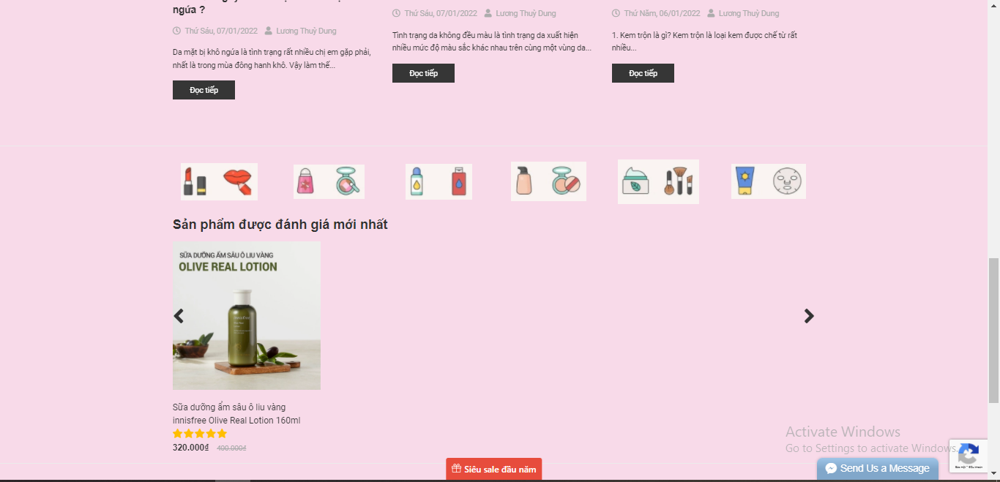 ngứa ?
Thứ Sáu, 07/01/2022 Lương Thuỳ Dung
Da mặt bị khô ngứa là tình trạng rất nhiều chị em gặp phải,
nhất là trong mùa đông hanh khô. Vậy làm thế...
Đọc tiếp
Thứ Sáu, 07/01/2022 Lương Thuỳ Dung
Tình trạng da không đều màu là tình trạng da xuất hiện
nhiều mức độ màu sắc khác nhau trên cùng một vùng da...
Đọc tiếp
Thứ Năm, 06/01/2022 Lương Thuỳ Dung
1. Kem trộn là gì? Kem trộn là loại kem được chế từ rất
nhiều...
Đọc tiếp
Sản phẩm được đánh giá mới nhất
SỮA DƯỠNG ẨM SÂU Ô LIU VÀNG
OLIVE REAL LOTION
innisfree
Sữa dưỡng ẩm sâu ô liu vàng
innisfree Olive Real Lotion 160ml
320.000₫ 400.000₫
Activate Windows
Go to Settings to activate Windows.
Siêu sale đầu năm
Send Us a Message